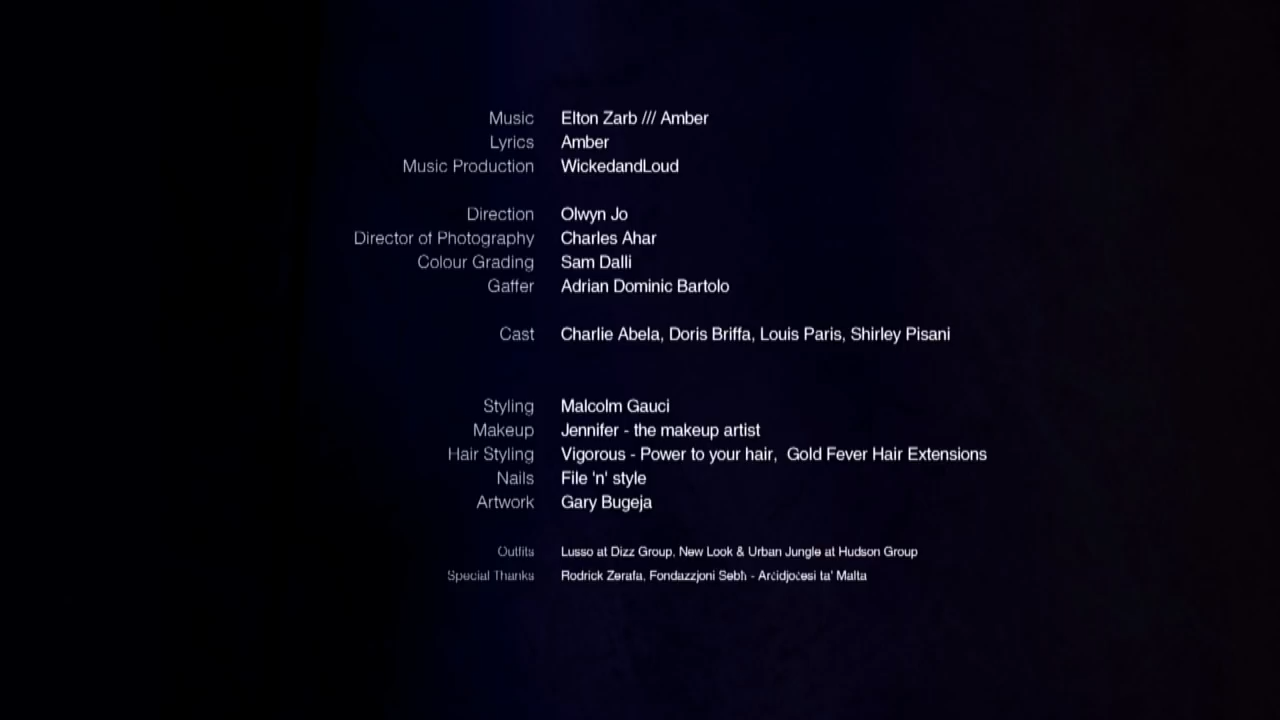 Music Elton Zarb /// Amber
Lyrics Amber
Music Production WickedandLoud
Direction Olwyn Jo
Director of Photography Charles Ahar
Colour Grading Sam Dalli
Gaffer Adrian Dominic Bartolo
Cast Charlie Abela, Doris Briffa, Louis Paris, Shirley Pisani
Styling Malcolm Gauci
Makeup Jennifer - the makeup artist
Hair Styling Vigorous - Power to your hair, Gold Fever Hair Extensions
Nails File 'n' style
Artwork Gary Bugeja
Outfits Lusso at Dizz Group, New Look & Urban Jungle at Hudson Group
Special Thanks Rodrick Zerafa, Fondazzjoni Sebħ - Arċidjoċesi ta' Malta